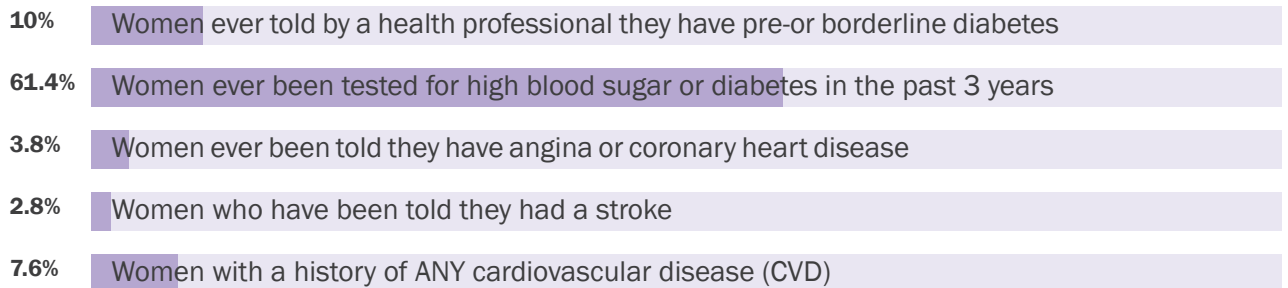 10% Women ever told by a health professional they have pre-or borderline diabetes
61.4% Women ever been tested for high blood sugar or diabetes in the past 3 years
3.8% Women ever been told they have angina or coronary heart disease
2.8% Women who have been told they had a stroke
7.6% Women with a history of ANY cardiovascular disease (CVD)